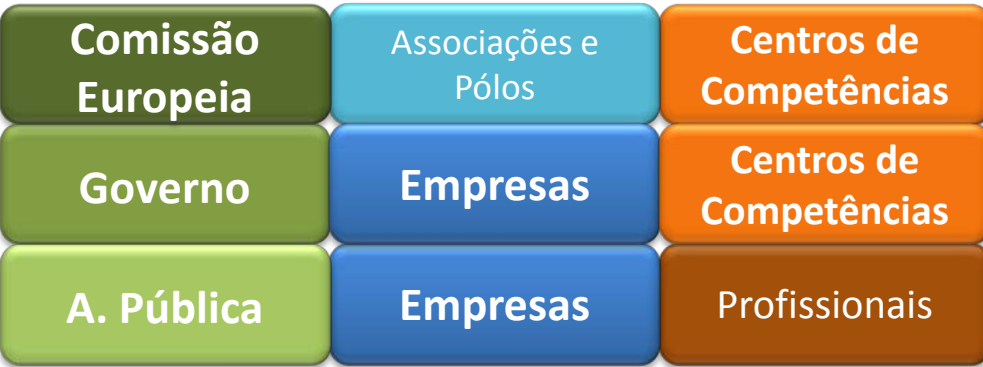 Comissão
Europeia
Associações e
Pólos
Centros de
Competências
Governo
Empresas
Centros de
Competências
A. Pública
Empresas
Profissionais